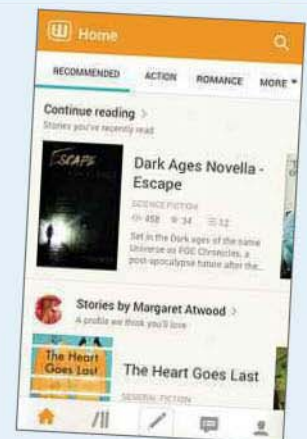 Home
RECOMMENDED ACTION ROMANCE MORE
Continue reading >
Stories you've recently read
ESCAPE
Dark Ages Novella -
Escape
SCIENCE FICTION
458 34 12
Set in the Dark ages of the same
Universe as FOE Chronicles, a
post-apocalypse future after the...
Stories by Margaret Atwood >
A profile we think you'll love
The Heart
Goes Last
The Heart Goes Last
GENERAL FICTION